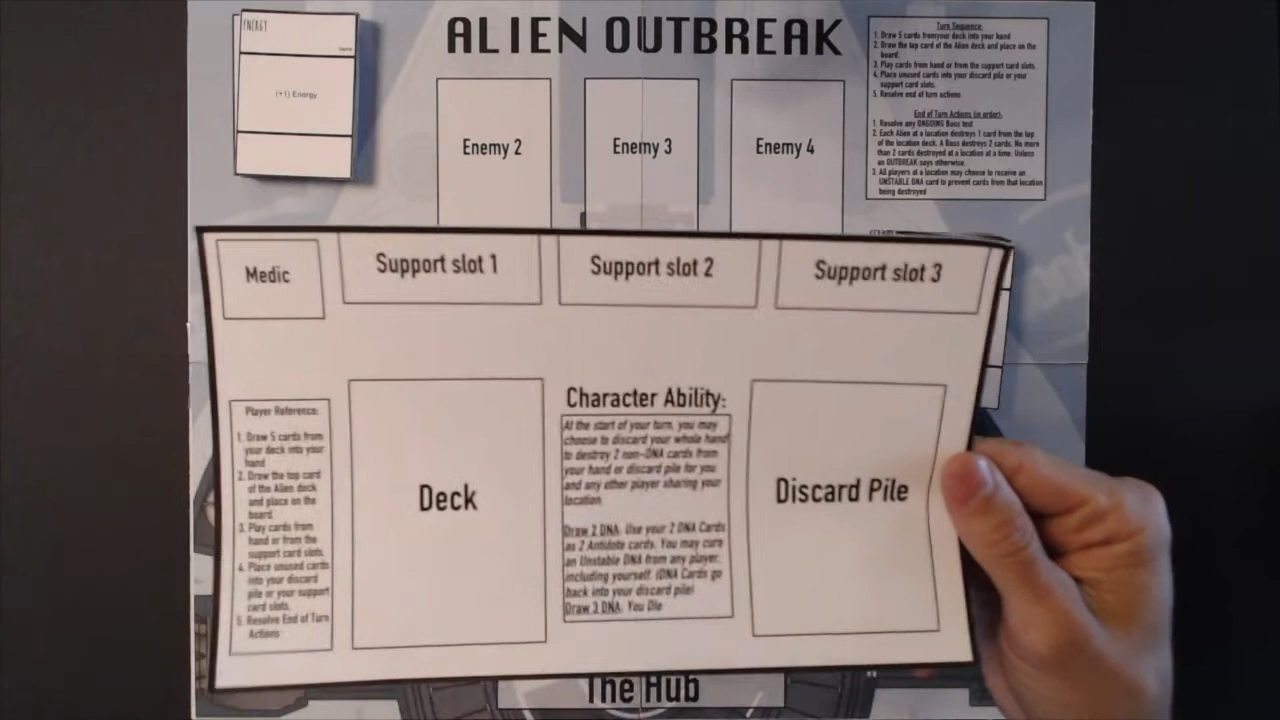 ENERGY
(+1) Energy
ALIEN OUTBREAK
Enemy 2
Enemy 3
Enemy 4
Turn Sequence:
1. Draw 5 cards fromyour deck into your hand
2. Draw the top card of the Alien deck and place on the
board.
3. Play cards from hand or from the support card slots.
4. Place unused cards into your discard pile or your
support card slots.
5. Resolve end of turn actions
End of Turn Actions (in order):
1. Resolve any ONGOING Boss text
2. Each Alien at a location destroys 1 card from the top
of the location deck. A Boss destroys 2 cards. No more
than 2 cards destroyed at a location at a time. Unless
an OUTBREAK says otherwise.
3. All players at a location may choose to receive an
UNSTABLE DNA card to prevent cards from that location
being destroyed
Medic
Support slot 1
Support slot 2
Support slot 3
Player Reference:
1. Draw 5 cards from
your deck into your
hand
2. Draw the top card
of the Alien deck
and place on the
board.
3. Play cards from
hand or from the
support card slots.
4. Place unused cards
into your discard
pile or your support
card slots.
5. Resolve End of Turn
Actions
Deck
Character Ability:
At the start of your turn, you may
choose to discard your whole hand
to destroy 2 non-DNA cards from
your hand or discard pile for you
and any other player sharing your
location.
Draw 2 DNA: Use your 2 DNA Cards
as 2 Antidote cards. You may cure
an Unstable DNA from any player,
including yourself. (DNA Cards go
back into your discard pile)
Draw 3 DNA: You Die
Discard Pile
The Hub